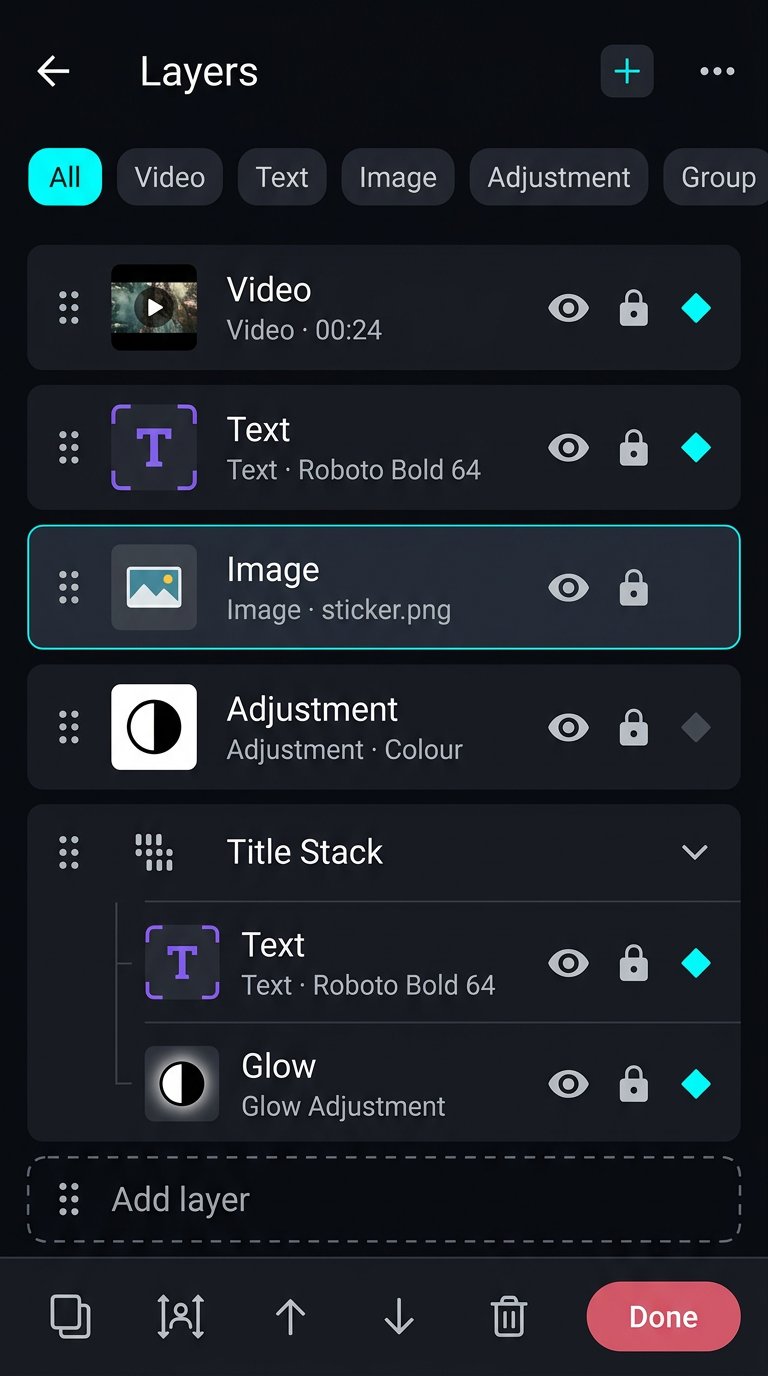 Layers
All
Video
Text
Image
Adjustment
Group
Video
Video · 00:24
T
Text
Text · Roboto Bold 64
Image
Image · sticker.png
Adjustment
Adjustment · Colour
Title Stack
T
Text
Text · Roboto Bold 64
Glow
Glow Adjustment
Add layer
Done